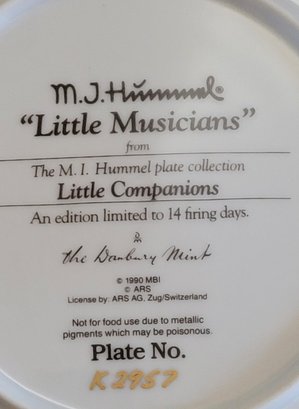 M.J.Hummel®
"Little Musicians"
from
The M. I. Hummel plate collection
Little Companions
An edition limited to 14 firing days.
the Danbury Mint
© 1990 MBI
© ARS
License by: ARS AG, Zug/Switzerland
Not for food use due to metallic
pigments which may be poisonous.
Plate No.
K2957